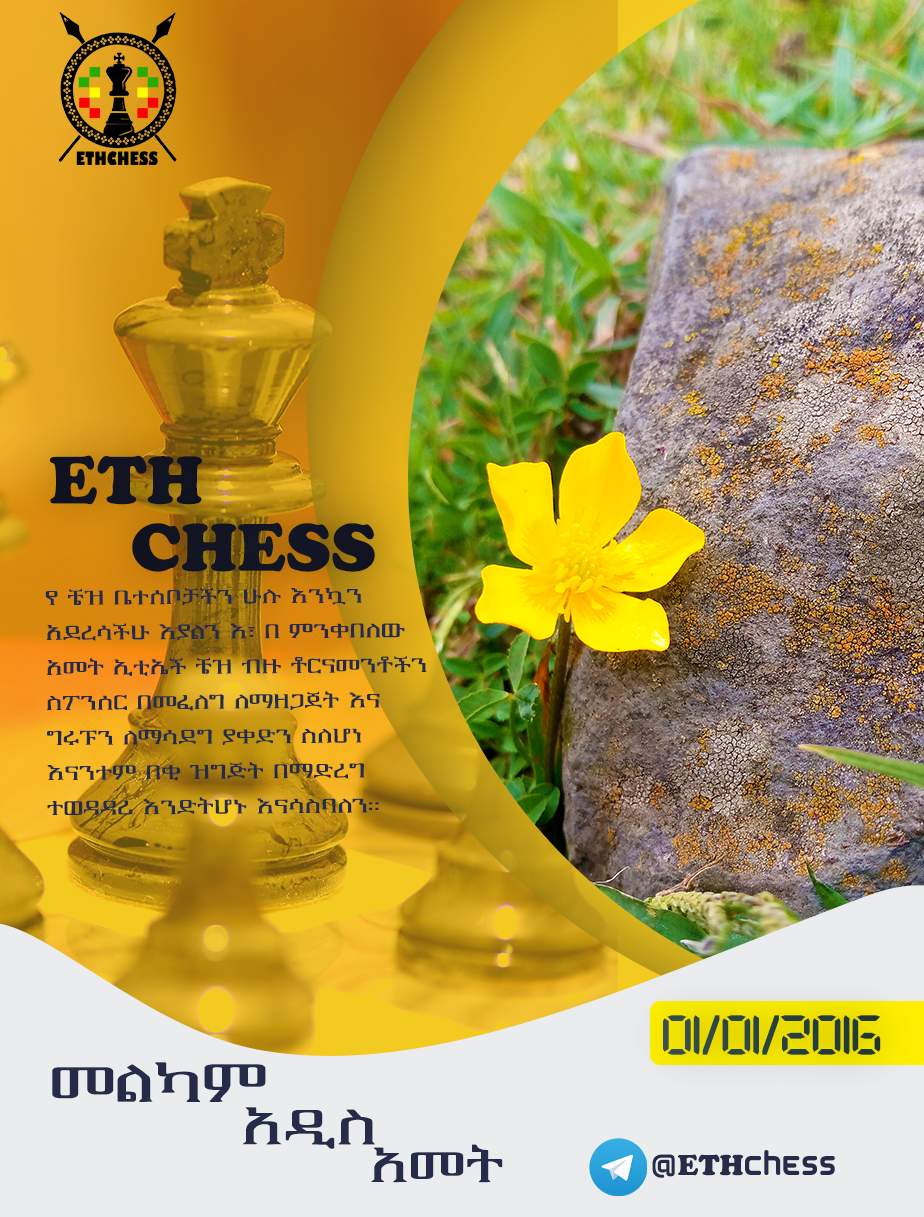 ETHCHESS
ETH
CHESS
የ ቼዝ ቤተሰቦቻችን ሁሉ እንኳን
አደረሳችሁ እያልን እ፣ በ ምንቀበለው
አመት ኢቲኤች ቼዝ ብዙ ቶርናመንቶችን
ስፖንሰር በመፈለግ ለማዘጋጀት እና
ግሩፑን ለማሳደግ ያቀድን ስለሆነ
እናንተም በቂ ዝግጅት በማድረግ
ተወዳዳሪ እንድትሆኑ እናሳስባለን።
01/01/2016
መልካም
አዲስ
አመት
@ETHchess